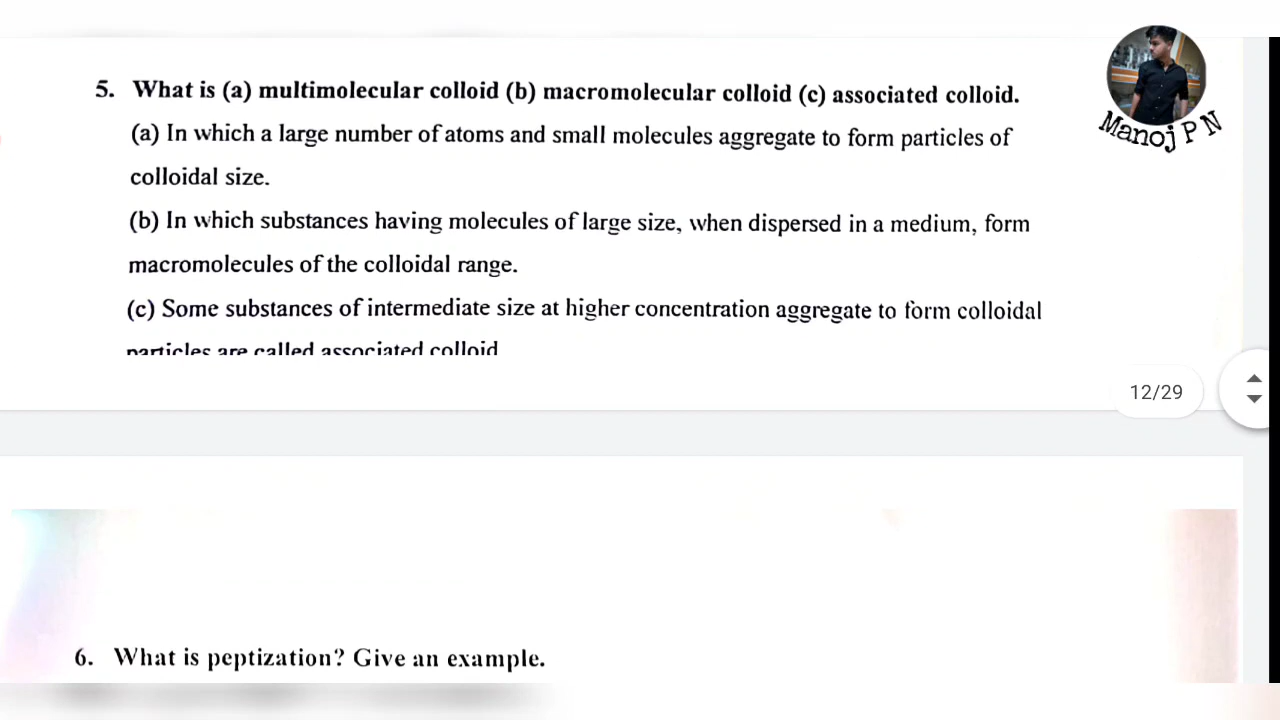 5. What is (a) multimolecular colloid (b) macromolecular colloid (c) associated colloid.
(a) In which a large number of atoms and small molecules aggregate to form particles of
colloidal size.
(b) In which substances having molecules of large size, when dispersed in a medium, form
macromolecules of the colloidal range.
(c) Some substances of intermediate size at higher concentration aggregate to form colloidal
particles are called associated colloid
Manoj P N
12/29
6. What is peptization? Give an example.